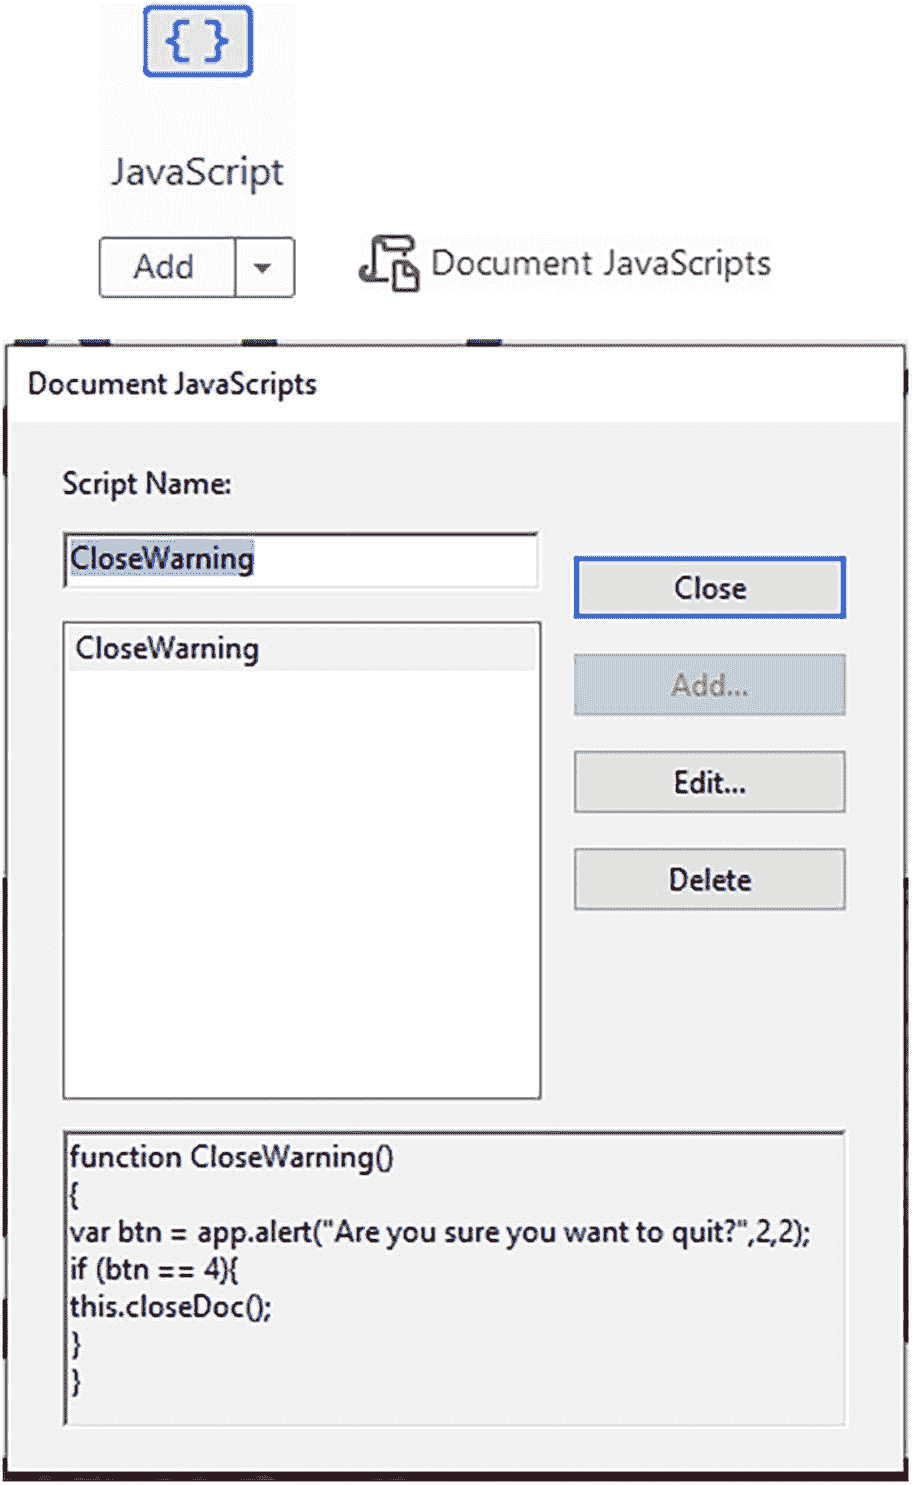 { }
JavaScript
Add
Document JavaScripts
Document JavaScripts
Script Name:
CloseWarning
Close
CloseWarning
Add...
Edit...
Delete
function CloseWarning()
{
var btn = app.alert("Are you sure you want to quit?",2,2);
if (btn == 4){
this.closeDoc();
}
}